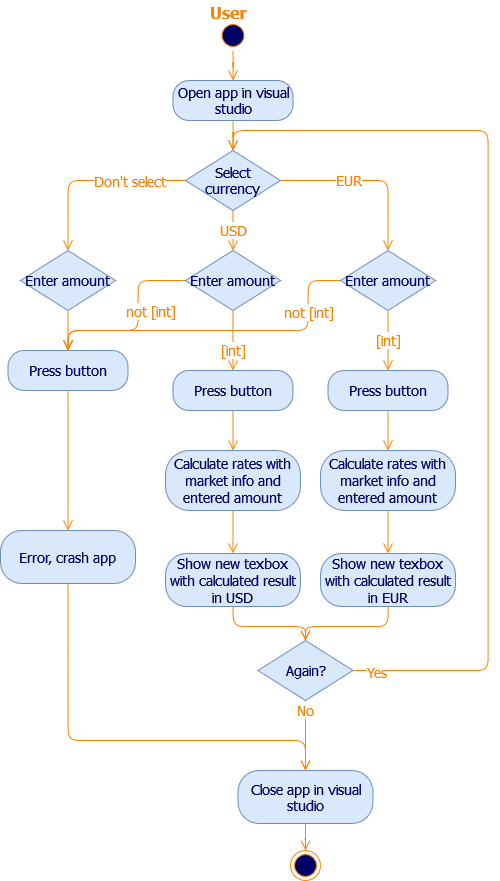 User
Open app in visual
studio
Select
currency
Don't select
EUR
USD
Enter amount
Enter amount
Enter amount
not [int]
not [int]
[int]
[int]
Press button
Press button
Press button
Calculate rates with
market info and
entered amount
Calculate rates with
market info and
entered amount
Error, crash app
Show new texbox
with calculated result
in USD
Show new texbox
with calculated result
in EUR
Again?
Yes
No
Close app in visual
studio